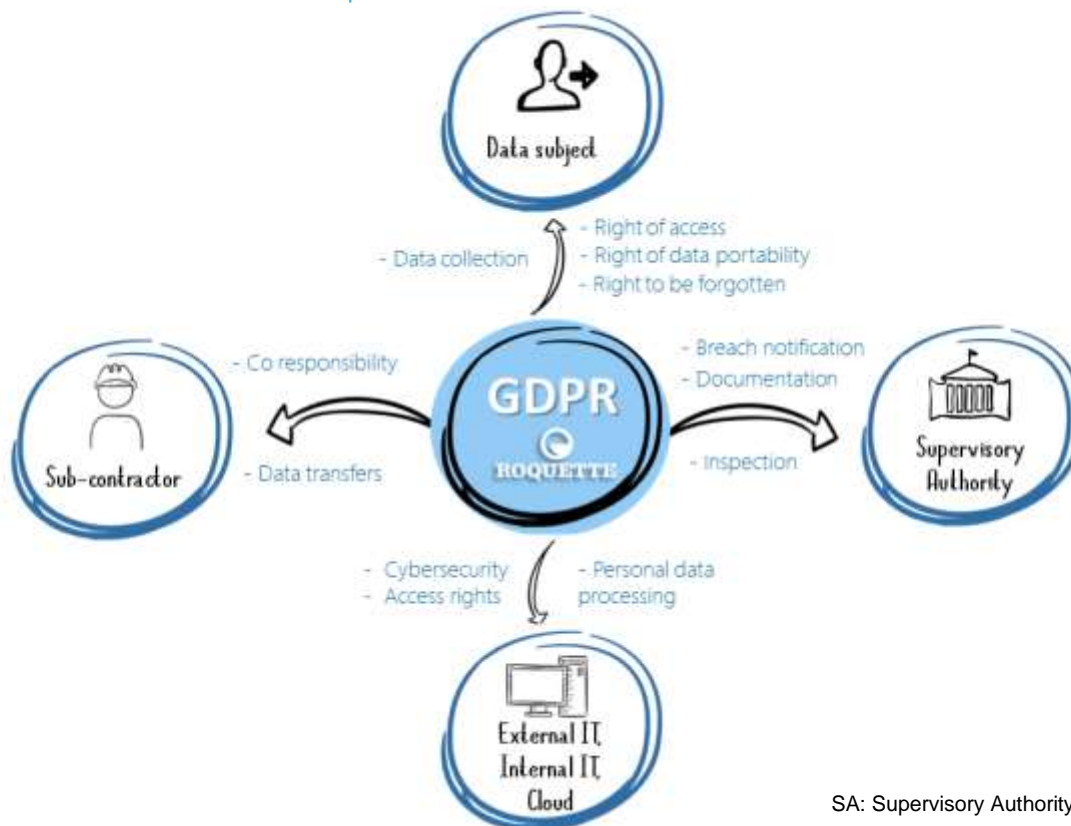 Data subject
- Data collection
- Right of access
- Right of data portability
- Right to be forgotten
- Co responsibility
- Data transfers
Sub-contractor
GDPR
ROQUETTE
- Breach notification
- Documentation
- Inspection
Supervisory
Authority
- Cybersecurity
- Access rights
- Personal data
processing
External IT,
Internal IT,
Cloud
SA: Supervisory Authority